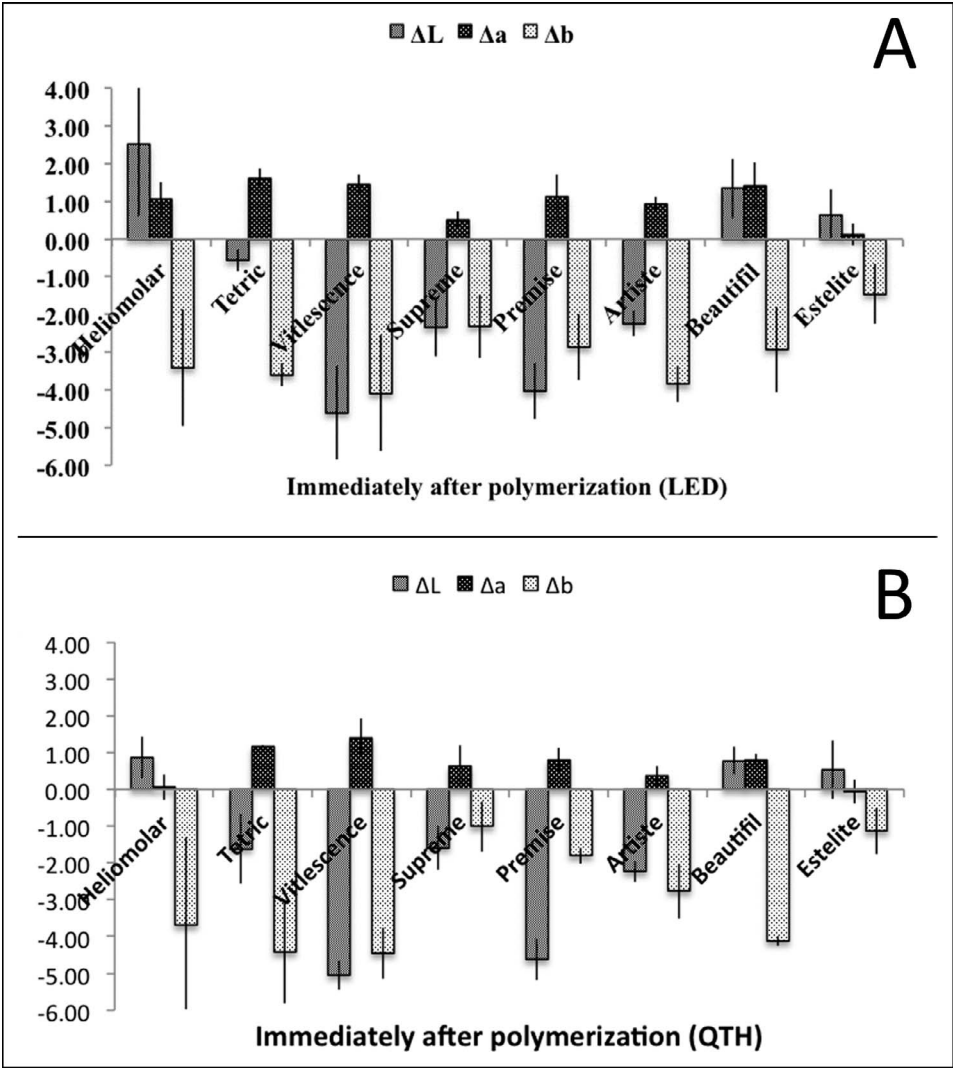 ΔL Δa Δb
A
4.00
3.00
2.00
1.00
0.00
-1.00
-2.00
-3.00
-4.00
-5.00
-6.00
Heliomolar Tetric Vitlescence Supreme Premise Artiste Beautifil Estelite
Immediately after polymerization (LED)
ΔL Δa Δb
B
4.00
3.00
2.00
1.00
0.00
-1.00
-2.00
-3.00
-4.00
-5.00
-6.00
Heliomolar Tetric Vitlescence Supreme Premise Artiste Beautifil Estelite
Immediately after polymerization (QTH)